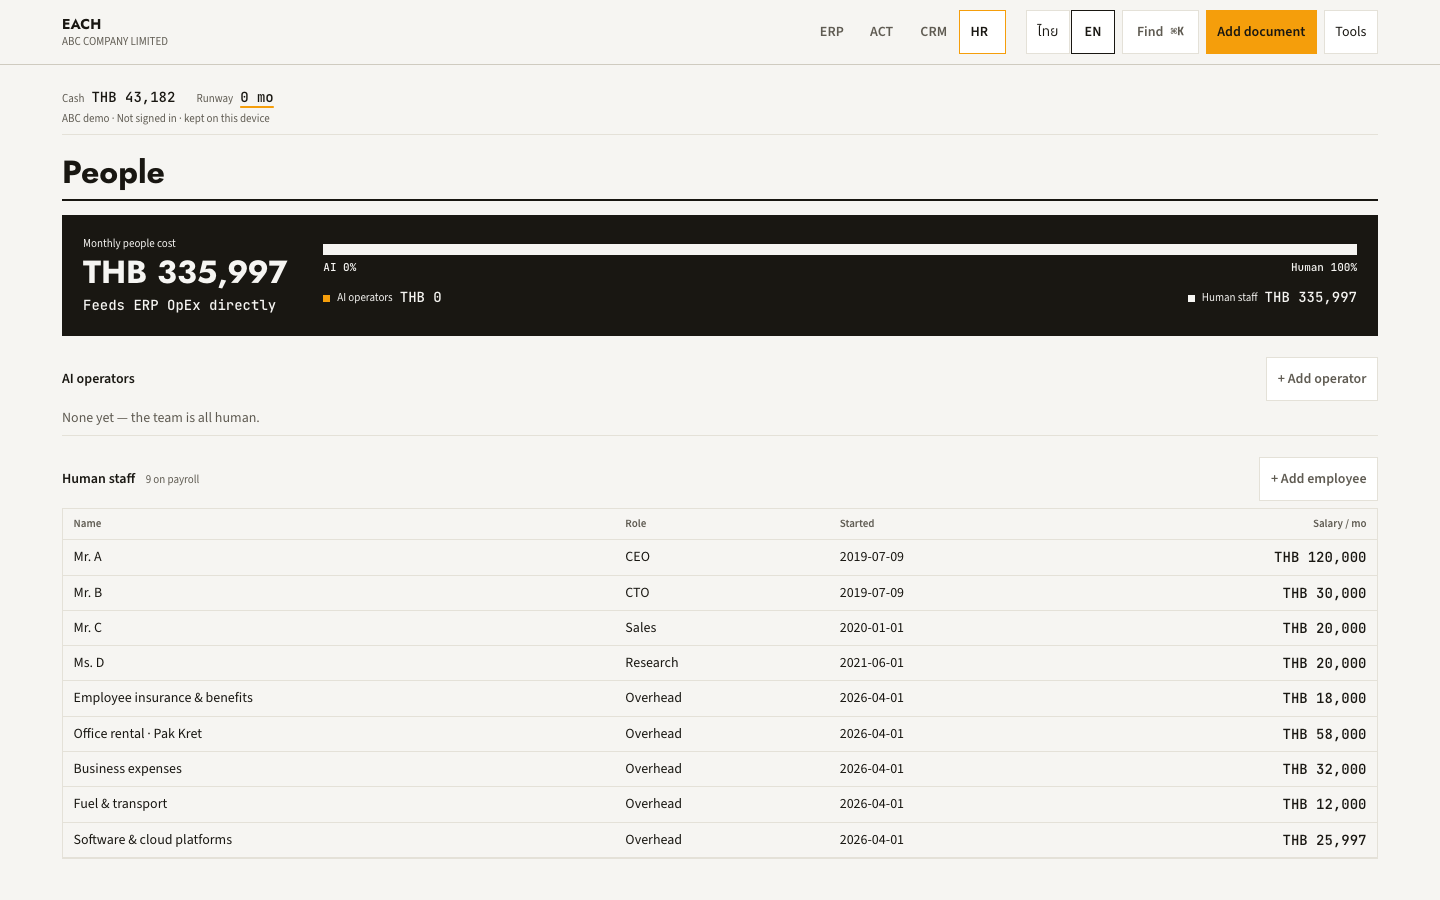 EACH
ABC COMPANY LIMITED
ERP ACT CRM HR ไทย EN Find ⌘K Add document Tools
Cash THB 43,182 Runway 0 mo
ABC demo · Not signed in · kept on this device
People
Monthly people cost
THB 335,997
Feeds ERP OpEx directly
AI 0% Human 100%
AI operators THB 0 Human staff THB 335,997
AI operators + Add operator
None yet — the team is all human.
Human staff 9 on payroll + Add employee
Name Role Started Salary / mo
Mr. A CEO 2019-07-09 THB 120,000
Mr. B CTO 2019-07-09 THB 30,000
Mr. C Sales 2020-01-01 THB 20,000
Ms. D Research 2021-06-01 THB 20,000
Employee insurance & benefits Overhead 2026-04-01 THB 18,000
Office rental · Pak Kret Overhead 2026-04-01 THB 58,000
Business expenses Overhead 2026-04-01 THB 32,000
Fuel & transport Overhead 2026-04-01 THB 12,000
Software & cloud platforms Overhead 2026-04-01 THB 25,997